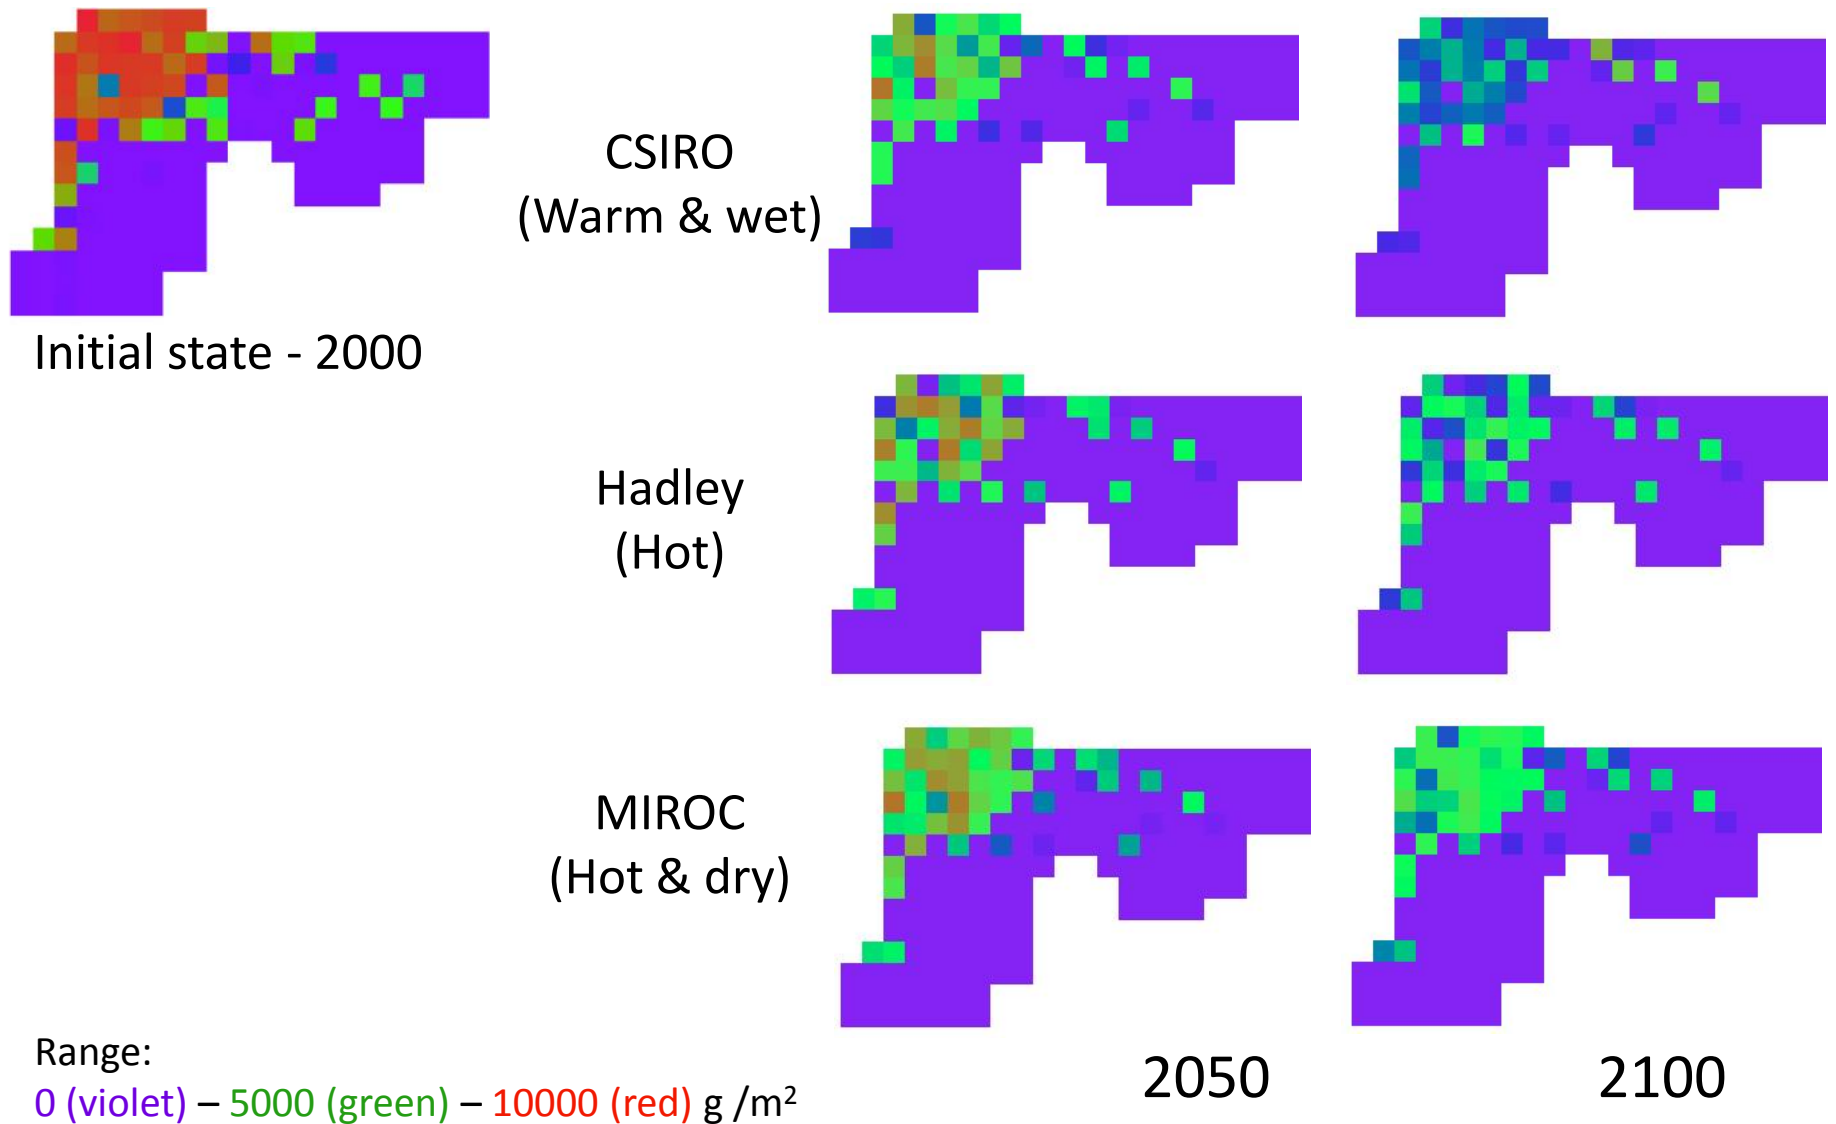 Initial state - 2000
CSIRO
(Warm & wet)
Hadley
(Hot)
MIROC
(Hot & dry)
2050
2100
Range:
0 (violet) – 5000 (green) – 10000 (red) g /m²